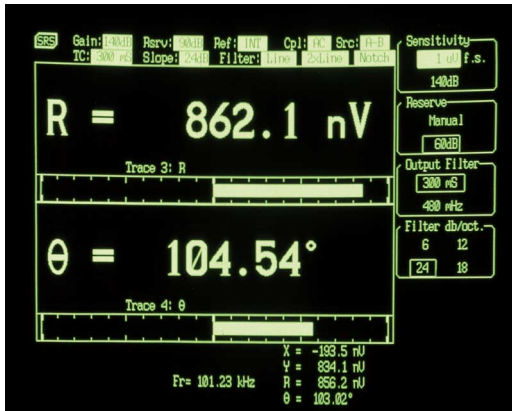 SRS Gain: 140dB Rsrv: 90dB Ref: INT Cpl: AC Src: A-B
TC: 300 mS Slope: 24dB Filter: Line 2xLine Notch
R = 862.1 nV
Trace 3: R
θ = 104.54°
Trace 4: θ
Fr= 101.23 kHz
X = -193.5 nV
Y = 834.1 nV
R = 856.2 nV
θ = 103.02°
Sensitivity
1 uV f.s.
140dB
Reserve
Manual
60dB
Output Filter
300 mS
480 mHz
Filter db/oct.
6 12
24 18